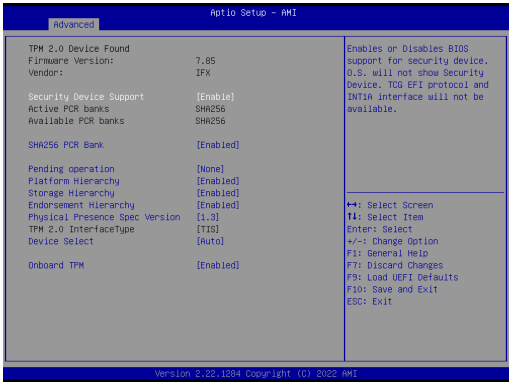 Aptio Setup - AMI
Advanced
TPM 2.0 Device Found
Firmware Version: 7.85
Vendor: IFX
Security Device Support [Enable]
Active PCR banks SHA256
Available PCR banks SHA256
SHA256 PCR Bank [Enabled]
Pending operation [None]
Platform Hierarchy [Enabled]
Storage Hierarchy [Enabled]
Endorsement Hierarchy [Enabled]
Physical Presence Spec Version [1.3]
TPM 2.0 InterfaceType [TIS]
Device Select [Auto]
Onboard TPM [Enabled]
Enables or Disables BIOS
support for security device.
O.S. will not show Security
Device. TCG EFI protocol and
INT1A interface will not be
available.
↔: Select Screen
↑↓: Select Item
Enter: Select
+/-: Change Option
F1: General Help
F7: Discard Changes
F9: Load UEFI Defaults
F10: Save and Exit
ESC: Exit
Version 2.22.1284 Copyright (C) 2022 AMI